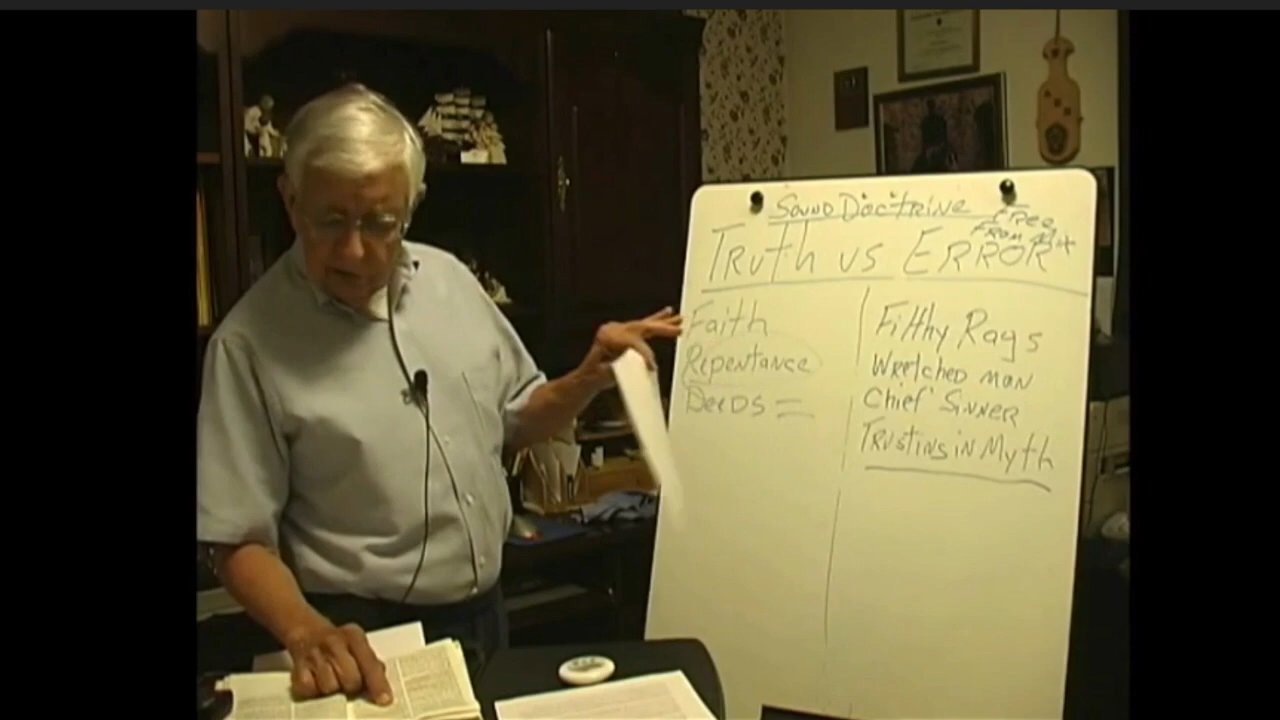 Sound Doctrine
FREE
FROM
TRuth vs ERROR
Faith
Repentance
DeeDS =
Filthy Rags
WRetcheD man
Chief SiNNER
TRusting iN Myth